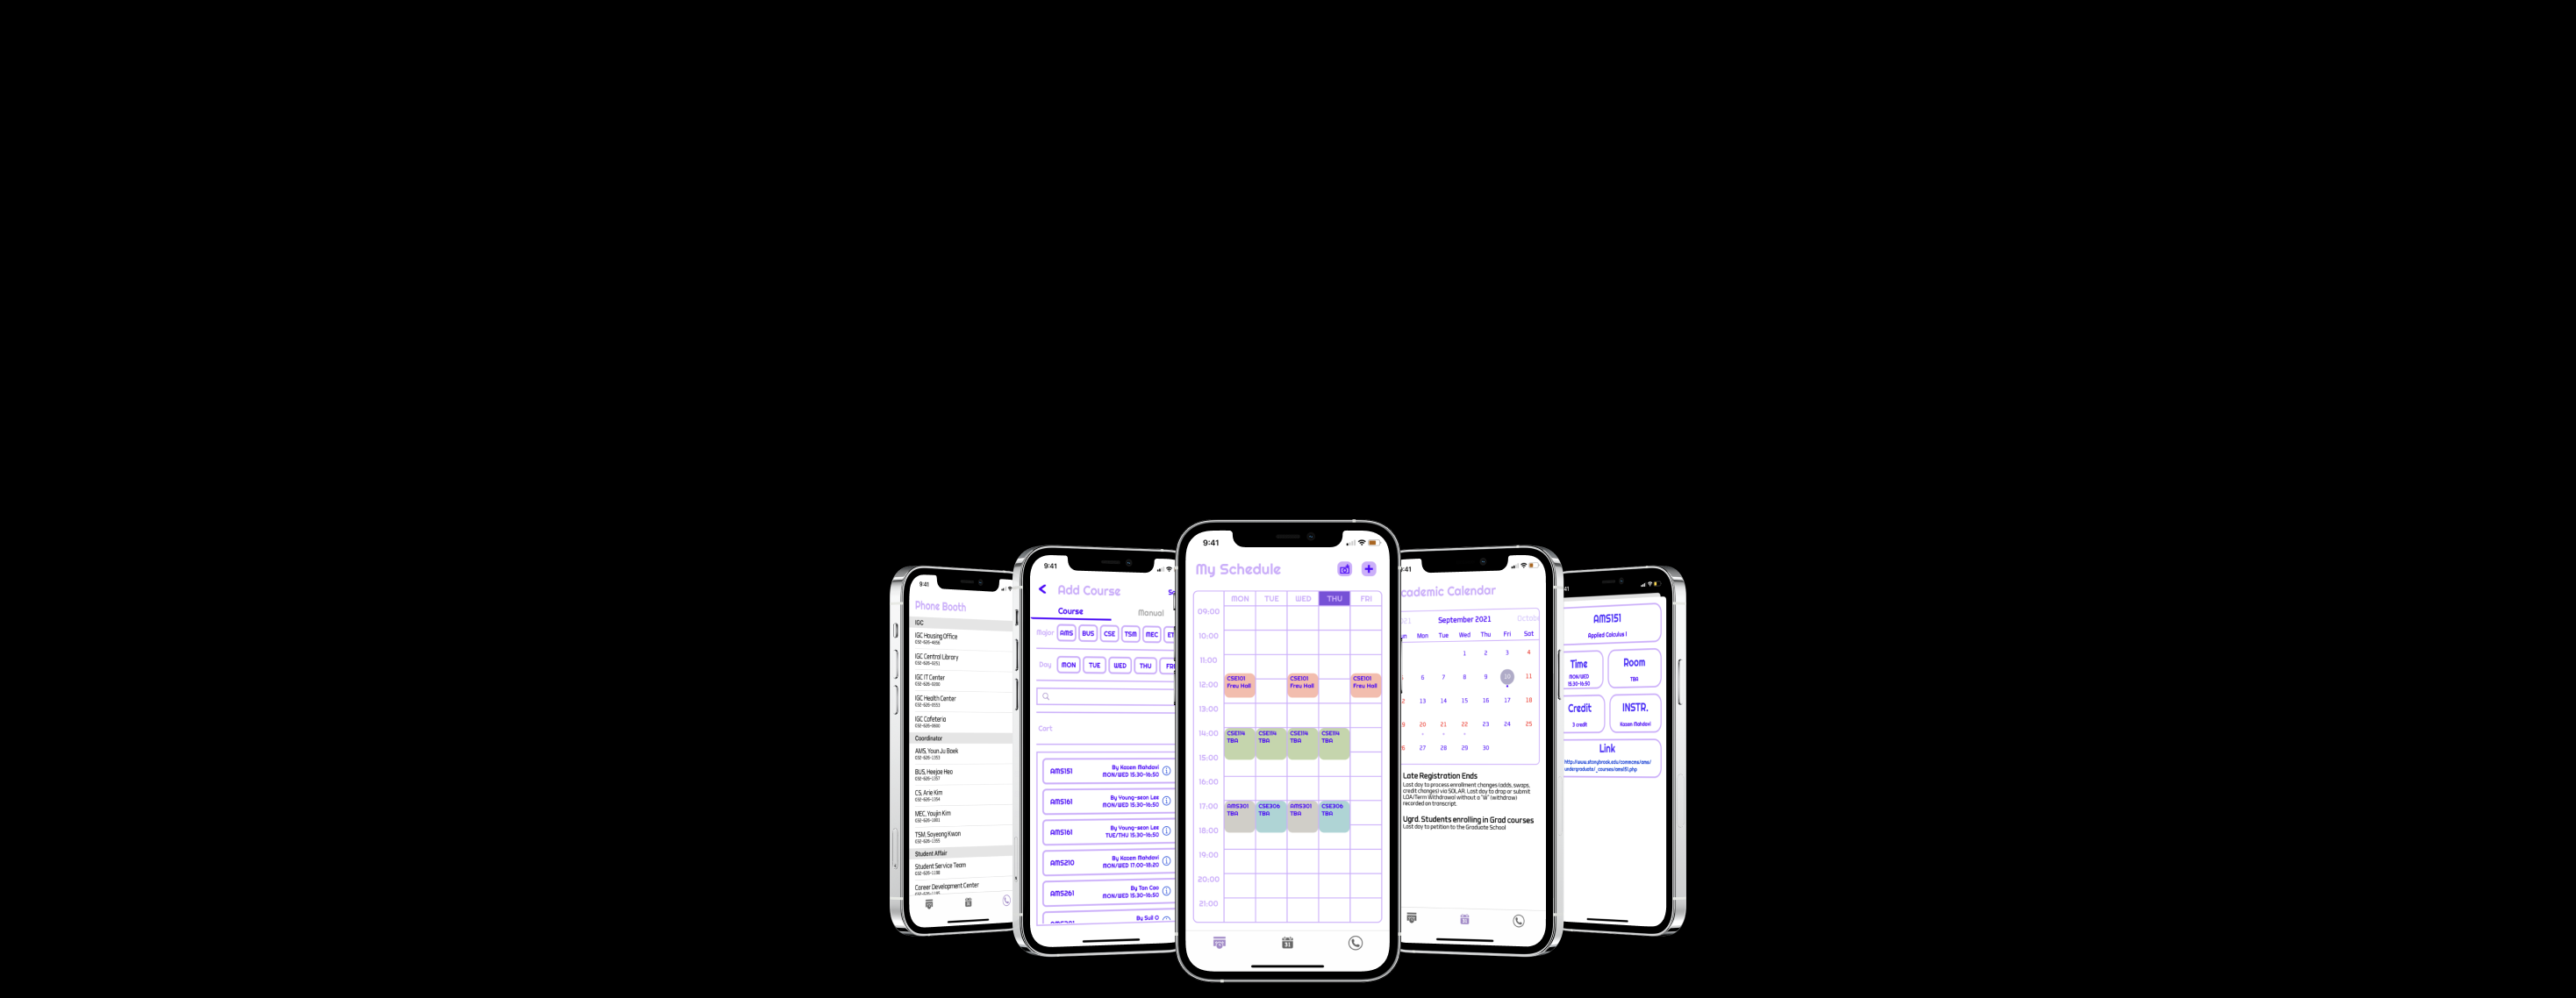 9:41
Phone Booth
IGC
IGC Housing Office
IGC Central Library
IGC IT Center
IGC Health Center
IGC Cafeteria
Coordinator
AMS, Youn Ju Baek
BUS, Heejae Heo
CS, Arie Kim
MEC, Youjin Kim
TSM, Soyeong Kwon
Student Affair
Student Service Team
Career Development Center
9:41
Add Course
Course Manual
Major AMS BUS CSE TSM MEC
Day MON TUE WED THU FRI
Cart
AMS151
By Kazem Mahdavi
MON/WED 15:30-16:50
AMS161
By Young-seon Lee
MON/WED 15:30-16:50
AMS161
By Young-seon Lee
TUE/THU 15:30-16:50
AMS210
By Kazem Mahdavi
MON/WED 17:00-18:20
AMS261
By Tan Cao
MON/WED 15:30-16:50
By Suil O
9:41
My Schedule
MON TUE WED THU FRI
09:00
10:00
11:00
12:00
CSE101 CSE101 CSE101
Freu Hall Freu Hall Freu Hall
13:00
14:00
CSE114 CSE114 CSE114 CSE114
TBA TBA TBA TBA
15:00
16:00
17:00
AMS301 CSE306 AMS301 CSE306
TBA TBA TBA TBA
18:00
19:00
20:00
21:00
:41
cademic Calendar
September 2021
Mon Tue Wed Thu Fri Sat
1 2 3 4
6 7 8 9 10 11
13 14 15 16 17 18
20 21 22 23 24 25
27 28 29 30
Late Registration Ends
Last day to process enrollment changes (adds, swaps,
credit changes) via SOLAR. Last day to drop or submit
LOA/Term Withdrawal without a "W" (withdraw)
recorded on transcript.
Ugrd. Students enrolling in Grad courses
Last day to petition to the Graduate School
:41
AMS151
Applied Calculus I
Time
MON/WED
15:30-16:50
Room
TBA
Credit
3 credit
INSTR.
Kazem Mahdavi
Link